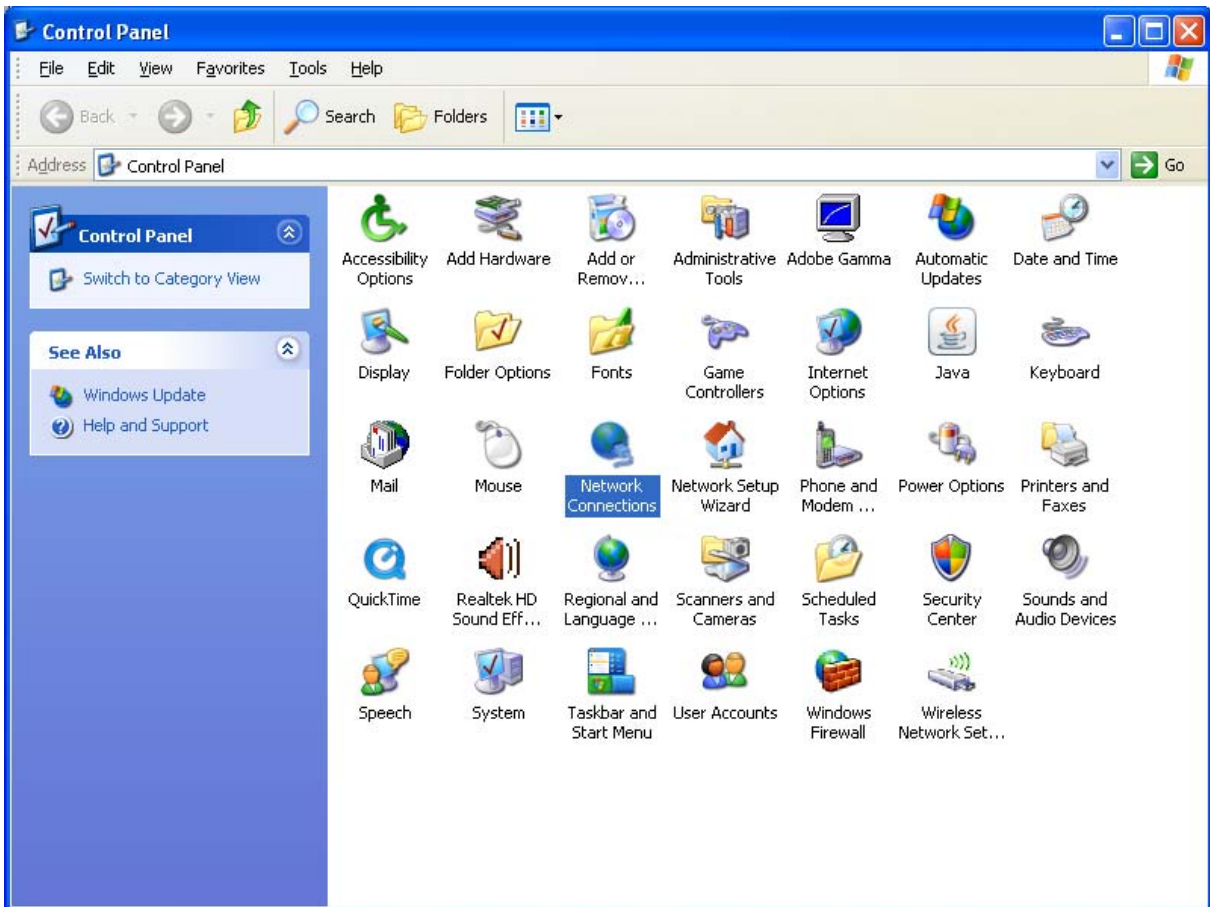 Control Panel
File Edit View Favorites Tools Help
Back Search Folders
Address Control Panel Go
Control Panel
Switch to Category View
See Also
Windows Update
Help and Support
Accessibility Options
Add Hardware
Add or Remov...
Administrative Tools
Adobe Gamma
Automatic Updates
Date and Time
Display
Folder Options
Fonts
Game Controllers
Internet Options
Java
Keyboard
Mail
Mouse
Network Connections
Network Setup Wizard
Phone and Modem ...
Power Options
Printers and Faxes
QuickTime
Realtek HD Sound Eff...
Regional and Language ...
Scanners and Cameras
Scheduled Tasks
Security Center
Sounds and Audio Devices
Speech
System
Taskbar and Start Menu
User Accounts
Windows Firewall
Wireless Network Set...